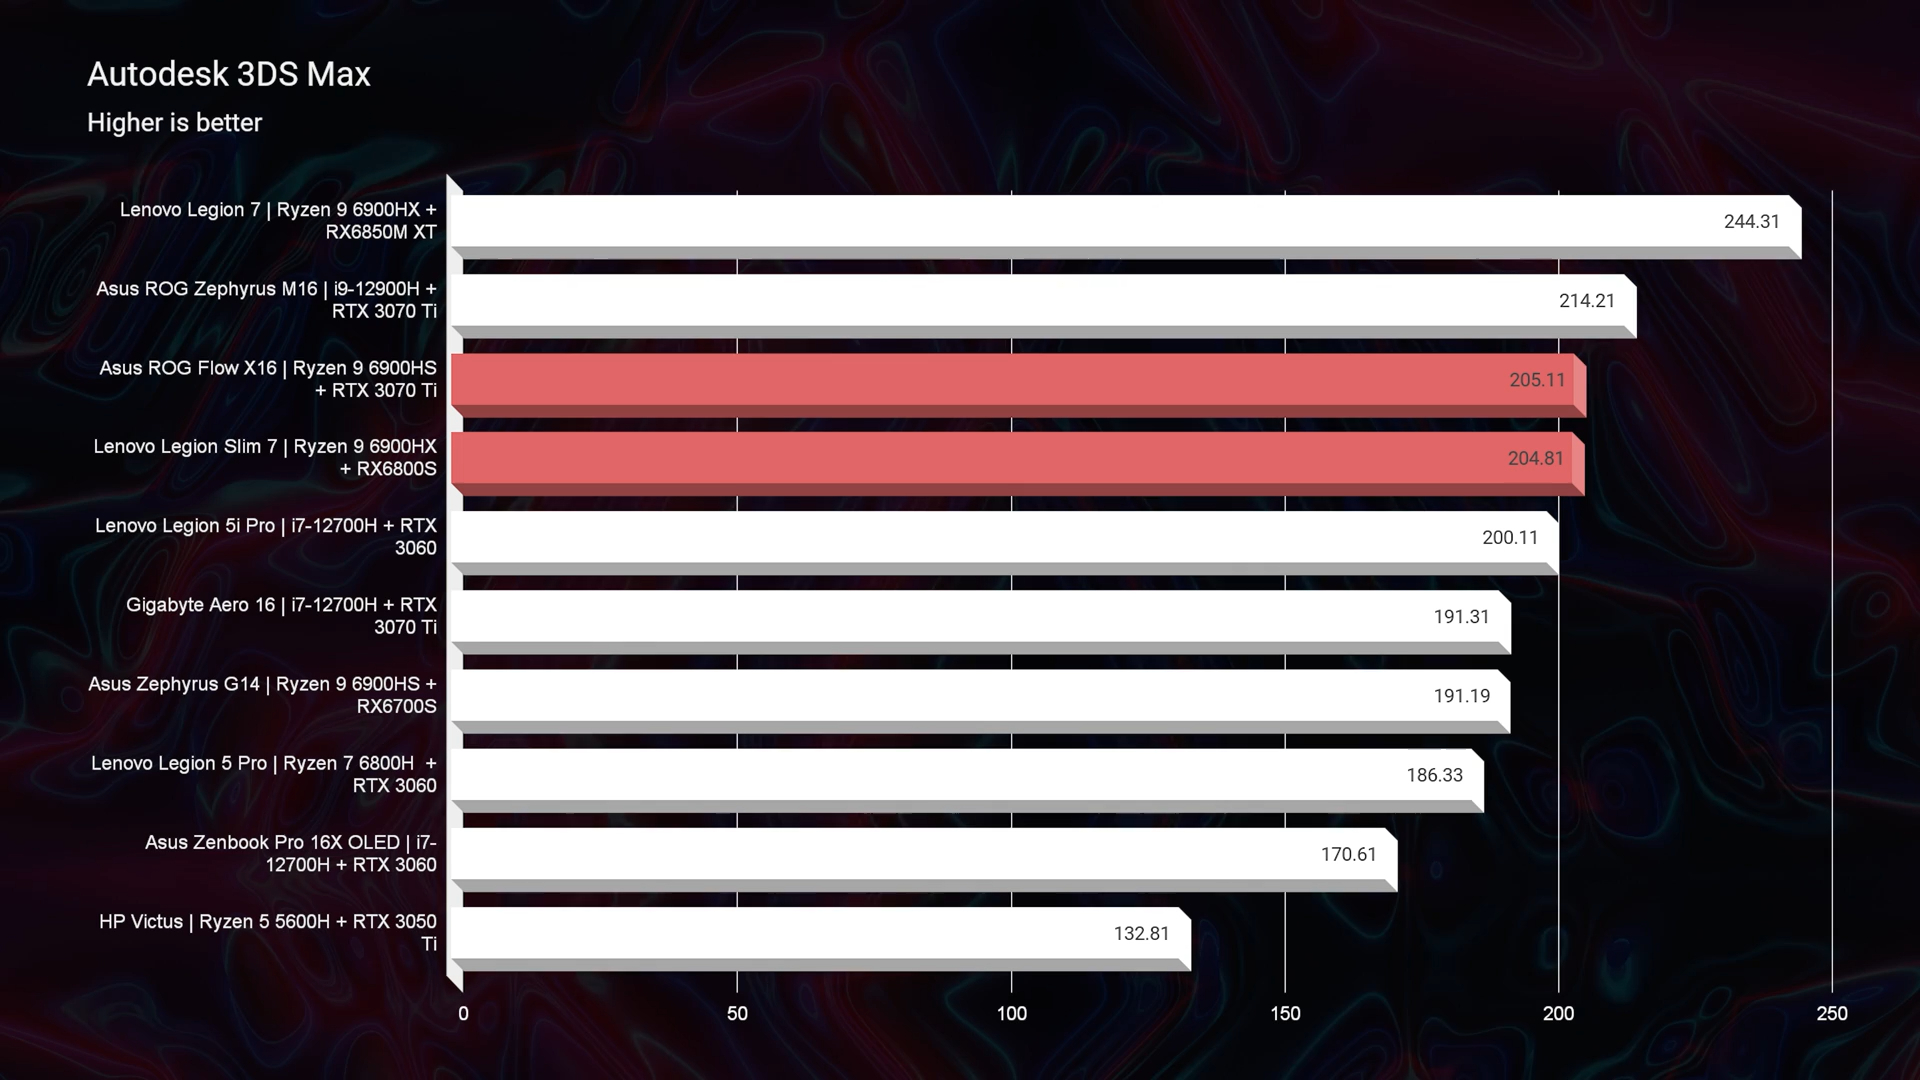 Autodesk 3DS Max
Higher is better
Lenovo Legion 7 | Ryzen 9 6900HX +
RX6850M XT
244.31
Asus ROG Zephyrus M16 | i9-12900H +
RTX 3070 Ti
214.21
Asus ROG Flow X16 | Ryzen 9 6900HS
+ RTX 3070 Ti
205.11
Lenovo Legion Slim 7 | Ryzen 9 6900HX
+ RX6800S
204.81
Lenovo Legion 5i Pro | i7-12700H + RTX
3060
200.11
Gigabyte Aero 16 | i7-12700H + RTX
3070 Ti
191.31
Asus Zephyrus G14 | Ryzen 9 6900HS +
RX6700S
191.19
Lenovo Legion 5 Pro | Ryzen 7 6800H  +
RTX 3060
186.33
Asus Zenbook Pro 16X OLED | i7-
12700H + RTX 3060
170.61
HP Victus | Ryzen 5 5600H + RTX 3050
Ti
132.81
0 50 100 150 200 250